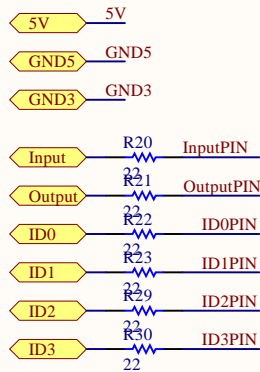 5V 5V
GND5 GND5
GND3 GND3
Input R20 22 InputPIN
Output R21 22 OutputPIN
ID0 R22 22 ID0PIN
ID1 R23 22 ID1PIN
ID2 R29 22 ID2PIN
ID3 R30 22 ID3PIN